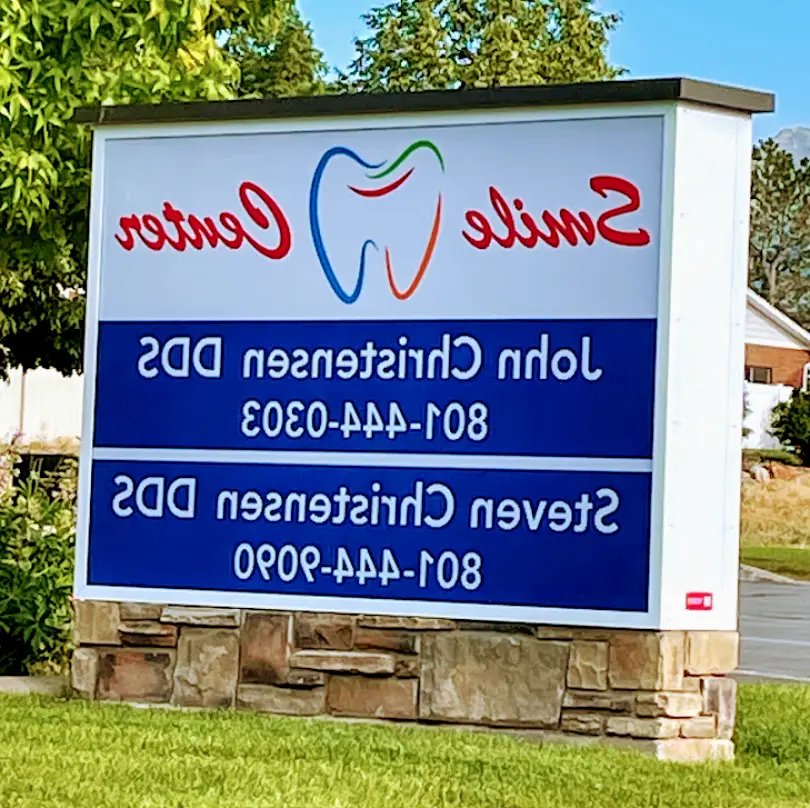 Smile Center
John Christensen DDS
801-444-0303
Steven Christensen DDS
801-444-9090